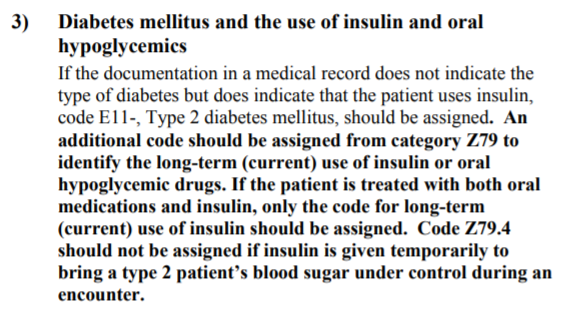 3) Diabetes mellitus and the use of insulin and oral
hypoglycemics
If the documentation in a medical record does not indicate the
type of diabetes but does indicate that the patient uses insulin,
code E11-, Type 2 diabetes mellitus, should be assigned. An
additional code should be assigned from category Z79 to
identify the long-term (current) use of insulin or oral
hypoglycemic drugs. If the patient is treated with both oral
medications and insulin, only the code for long-term
(current) use of insulin should be assigned. Code Z79.4
should not be assigned if insulin is given temporarily to
bring a type 2 patient’s blood sugar under control during an
encounter.